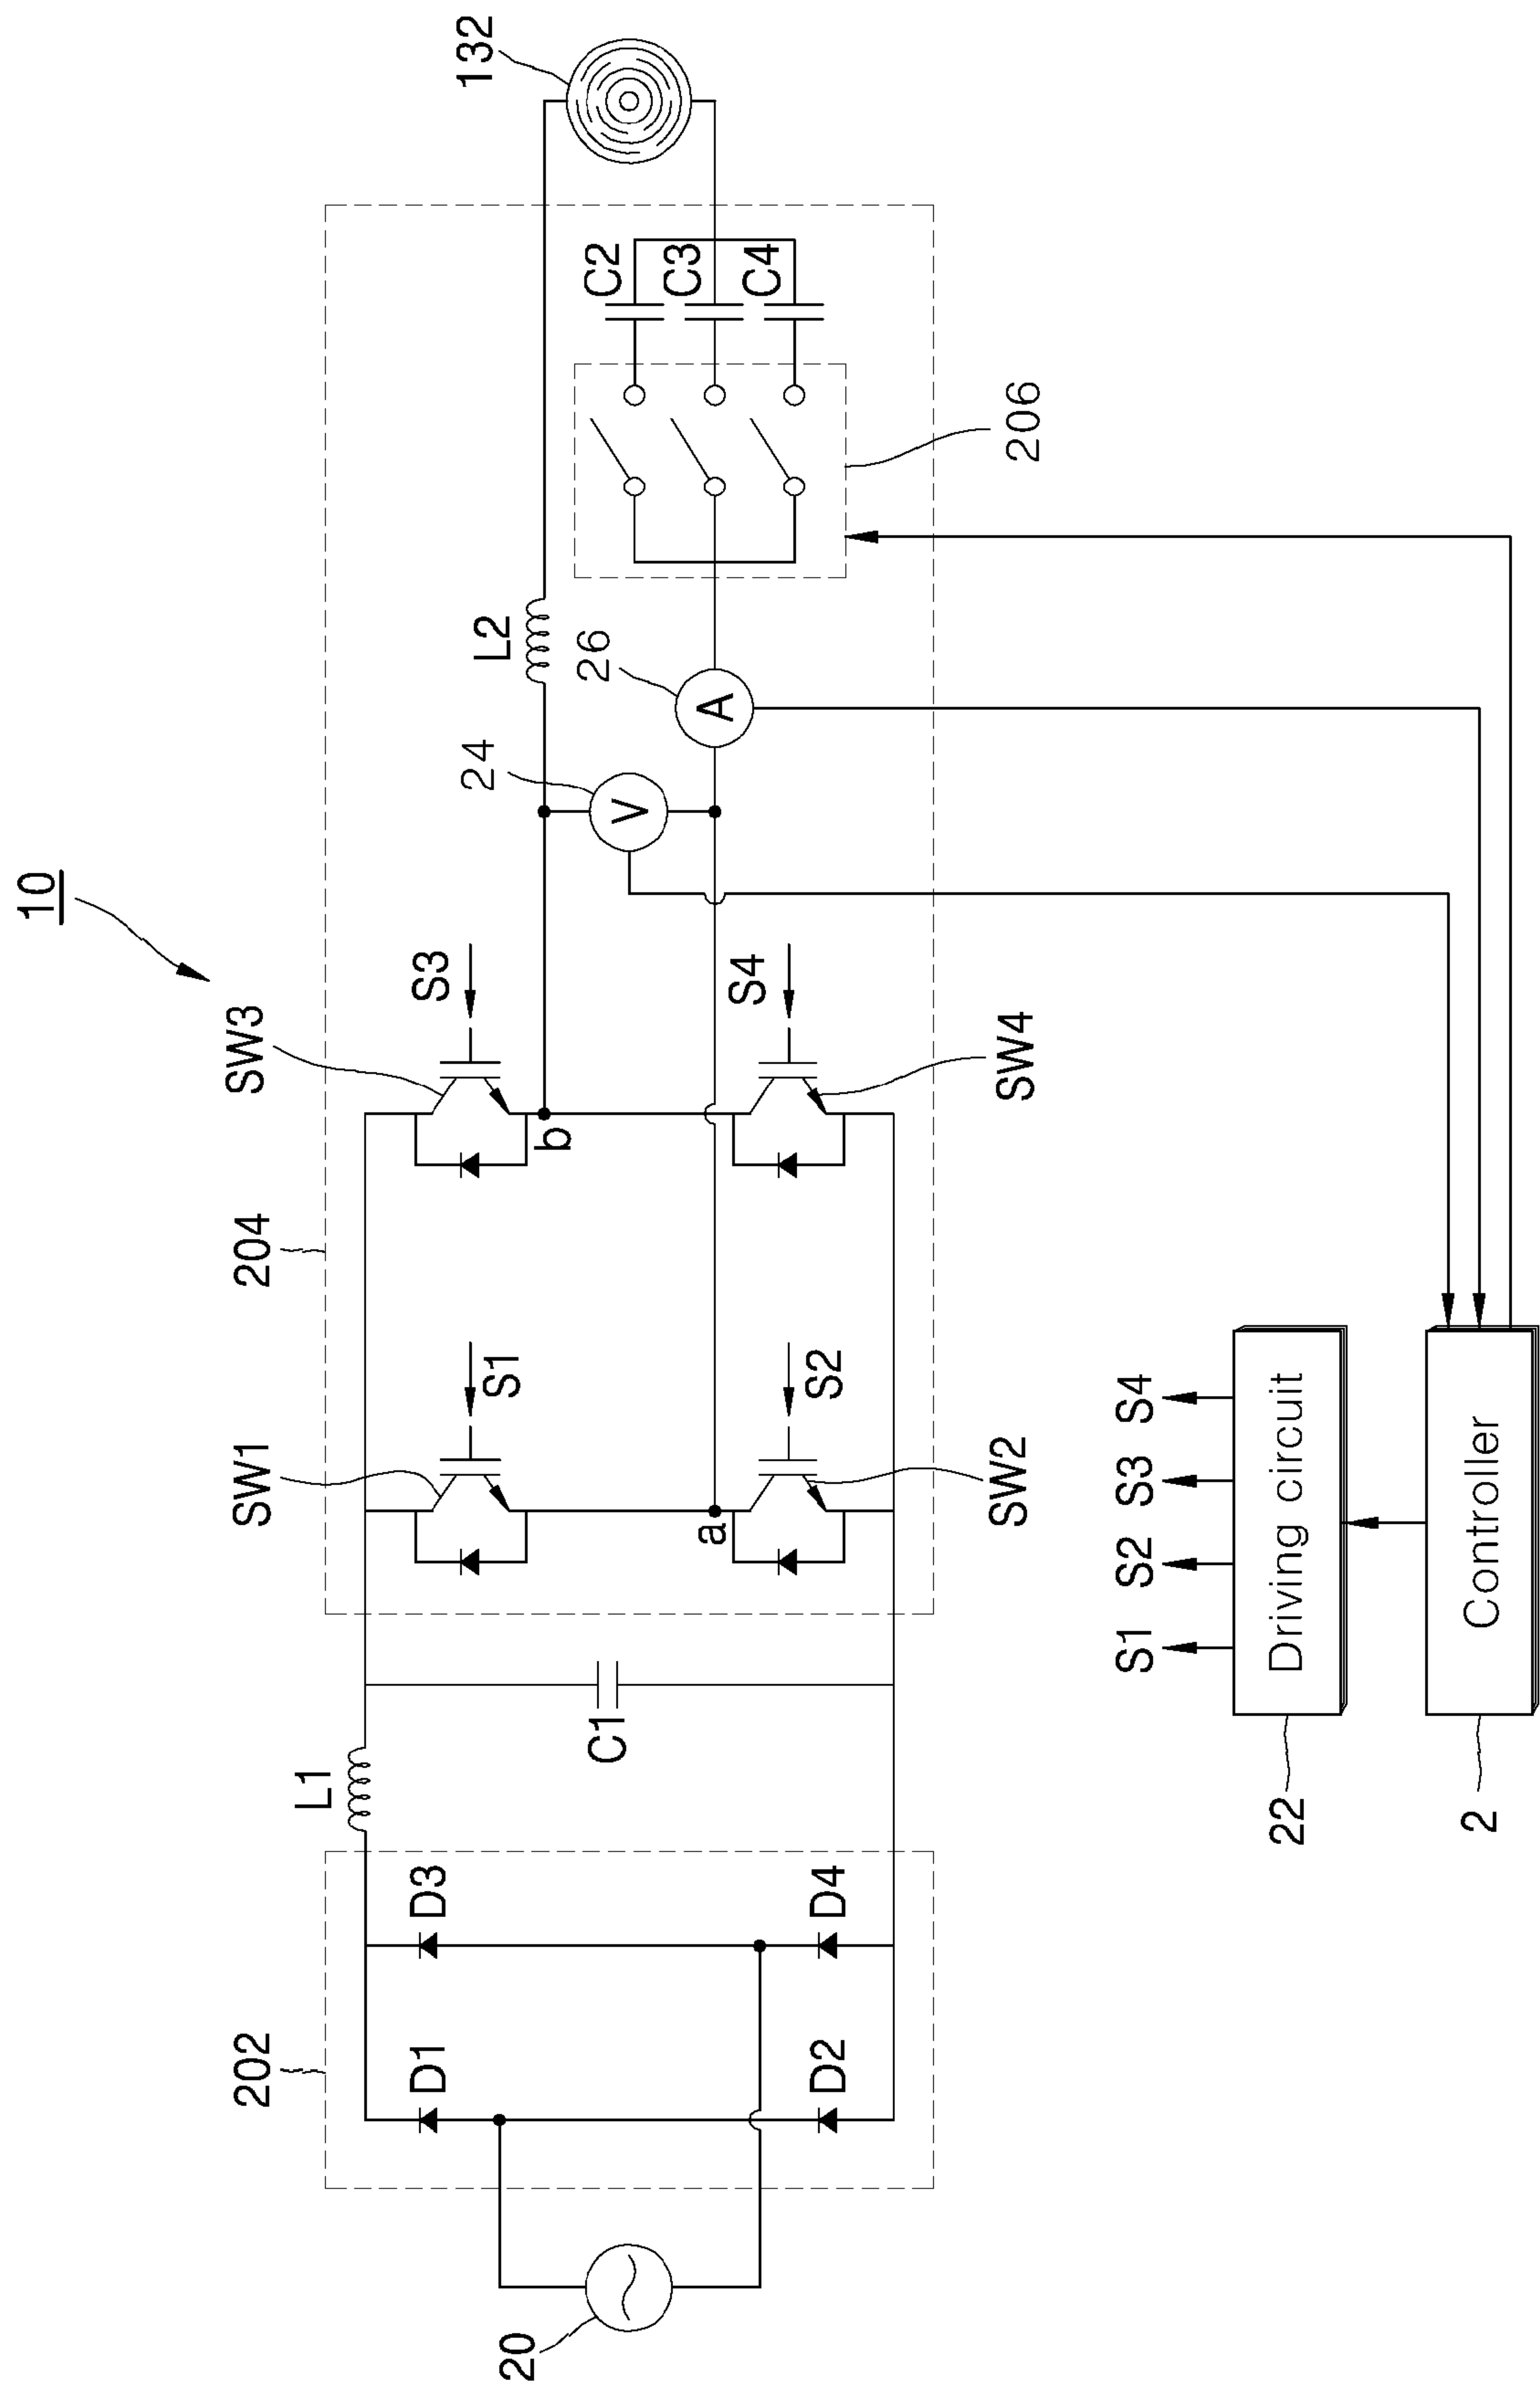 10
SW1
204
SW3
24
L2
132
202
L1
S1
S3
26
D1
D3
C1
b
V
A
C2
C3
C4
20
a
D2
D4
S2
S4
SW2
SW4
206
S1
S2
S3
S4
22
Driving circuit
2
Controller